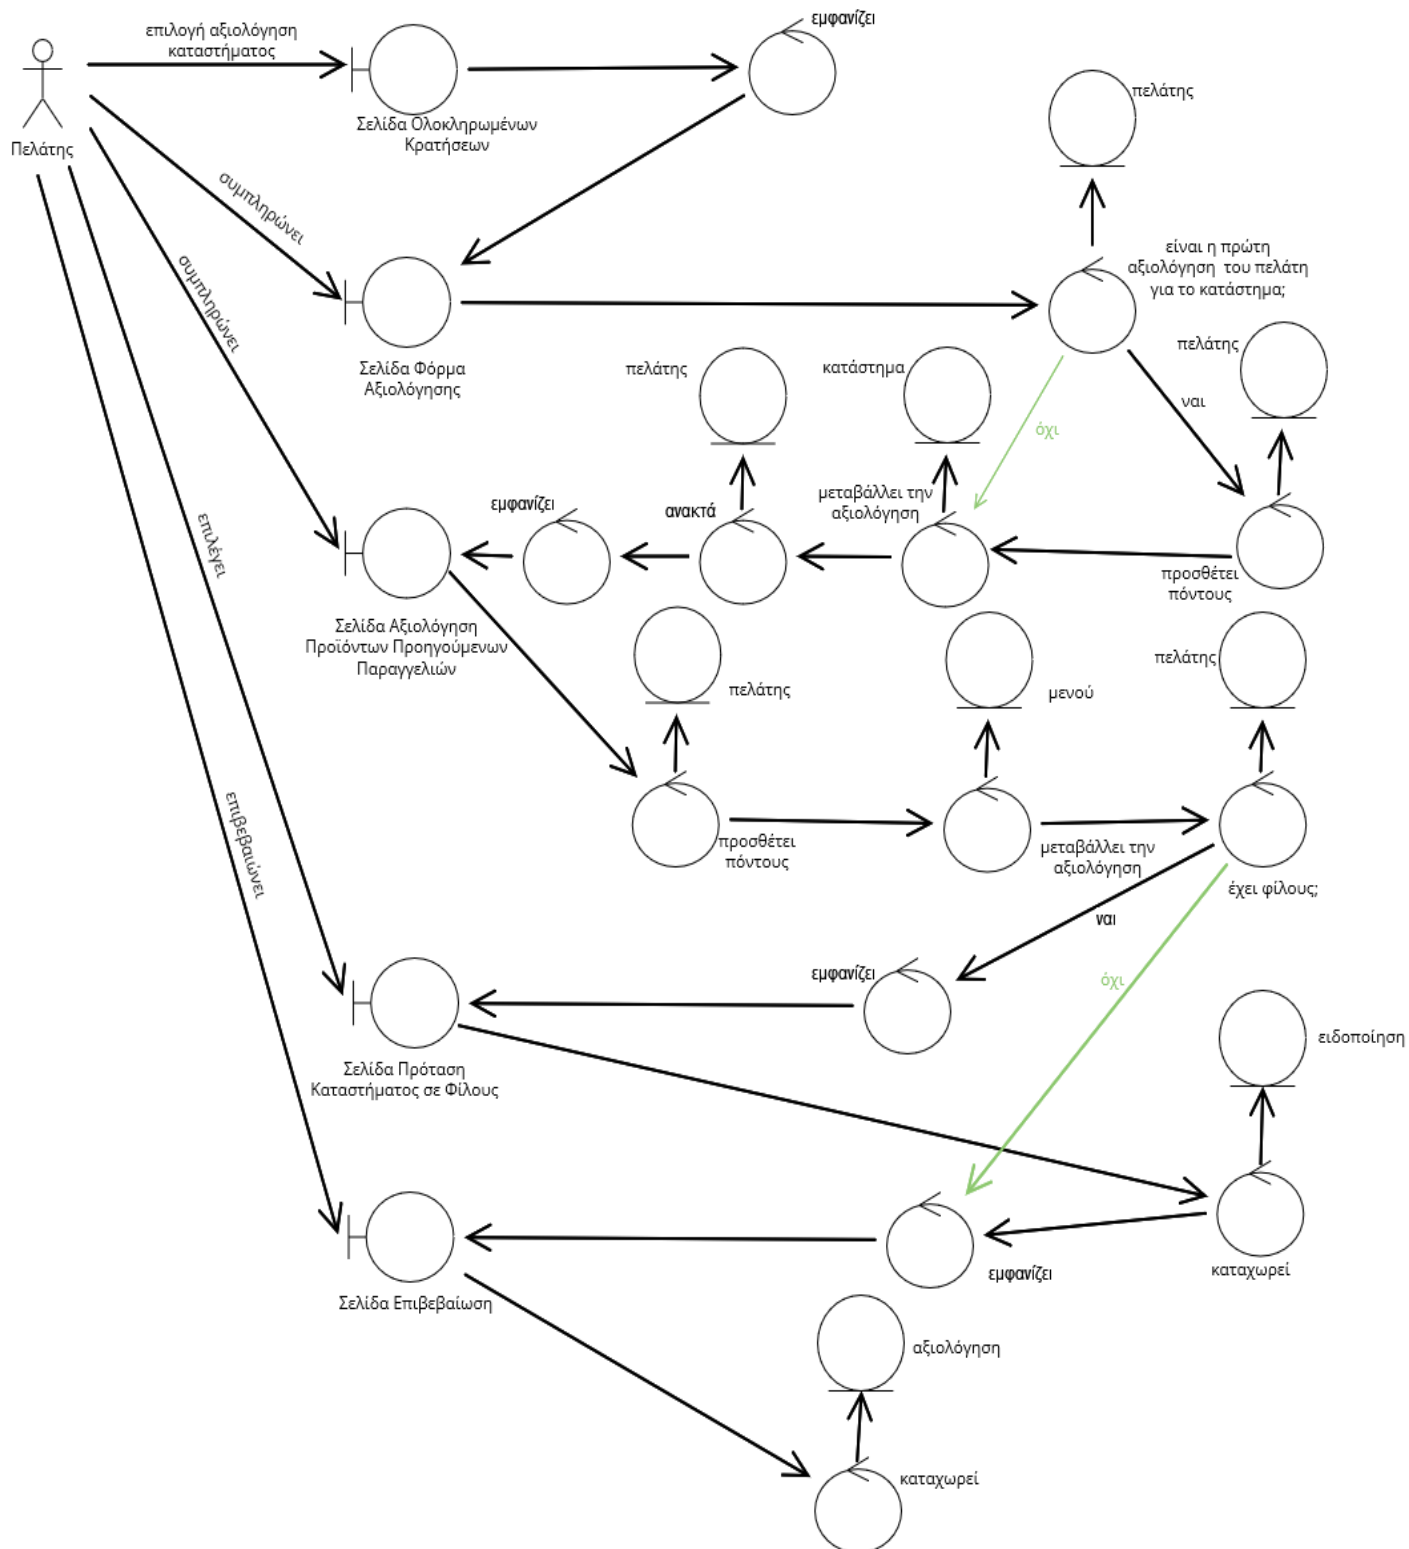 εμφανίζει
επιλογή αξιολόγηση
καταστήματος
πελάτης
Σελίδα Ολοκληρωμένων
Κρατήσεων
Πελάτης
συμπληρώνει
είναι η πρώτη
αξιολόγηση του πελάτη
για το κατάστημα;
συμπληρώνει
πελάτης
Σελίδα Φόρμα
Αξιολόγησης
πελάτης
κατάστημα
ναι
όχι
μεταβάλλει την
αξιολόγηση
εμφανίζει
ανακτά
επιλέγει
προσθέτει
πόντους
Σελίδα Αξιολόγηση
Προϊόντων Προηγούμενων
Παραγγελιών
πελάτης
μενού
πελάτης
επιβεβαιώνει
προσθέτει
πόντους
μεταβάλλει την
αξιολόγηση
έχει φίλους;
ναι
εμφανίζει
όχι
ειδοποίηση
Σελίδα Πρόταση
Καταστήματος σε Φίλους
εμφανίζει
καταχωρεί
Σελίδα Επιβεβαίωση
αξιολόγηση
καταχωρεί